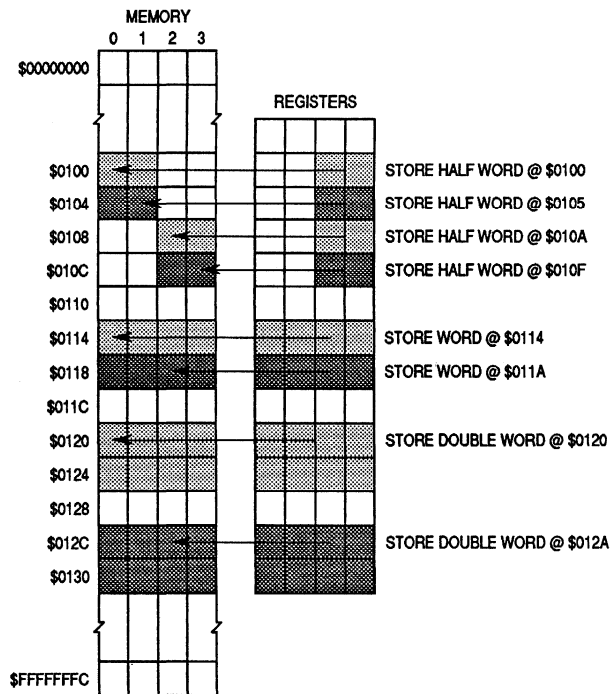 MEMORY
0 1 2 3
$00000000
REGISTERS
$0100 STORE HALF WORD @ $0100
$0104 STORE HALF WORD @ $0105
$0108 STORE HALF WORD @ $010A
$010C STORE HALF WORD @ $010F
$0110
$0114 STORE WORD @ $0114
$0118 STORE WORD @ $011A
$011C
$0120 STORE DOUBLE WORD @ $0120
$0124
$0128
$012C STORE DOUBLE WORD @ $012A
$0130
$FFFFFFFC